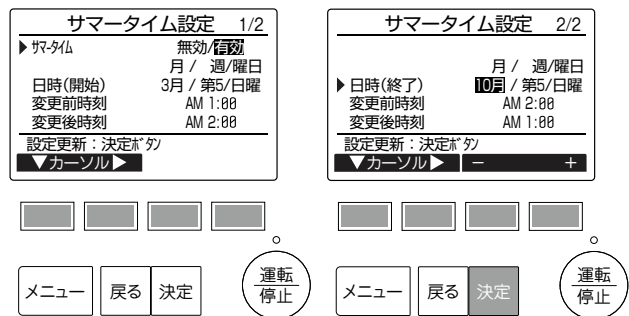 サマータイム設定 1/2
▶ サマータイム 無効/有効
月 / 週/曜日
日時(開始) 3月 / 第5/日曜
変更前時刻 AM 1:00
変更後時刻 AM 2:00
設定更新：決定ボタン
▼カーソル▶
メニュー 戻る 決定 運転
停止
サマータイム設定 2/2
月 / 週/曜日
▶ 日時(終了) 10月 / 第5/日曜
変更前時刻 AM 2:00
変更後時刻 AM 1:00
設定更新：決定ボタン
▼カーソル▶ － ＋
メニュー 戻る 決定 運転
停止